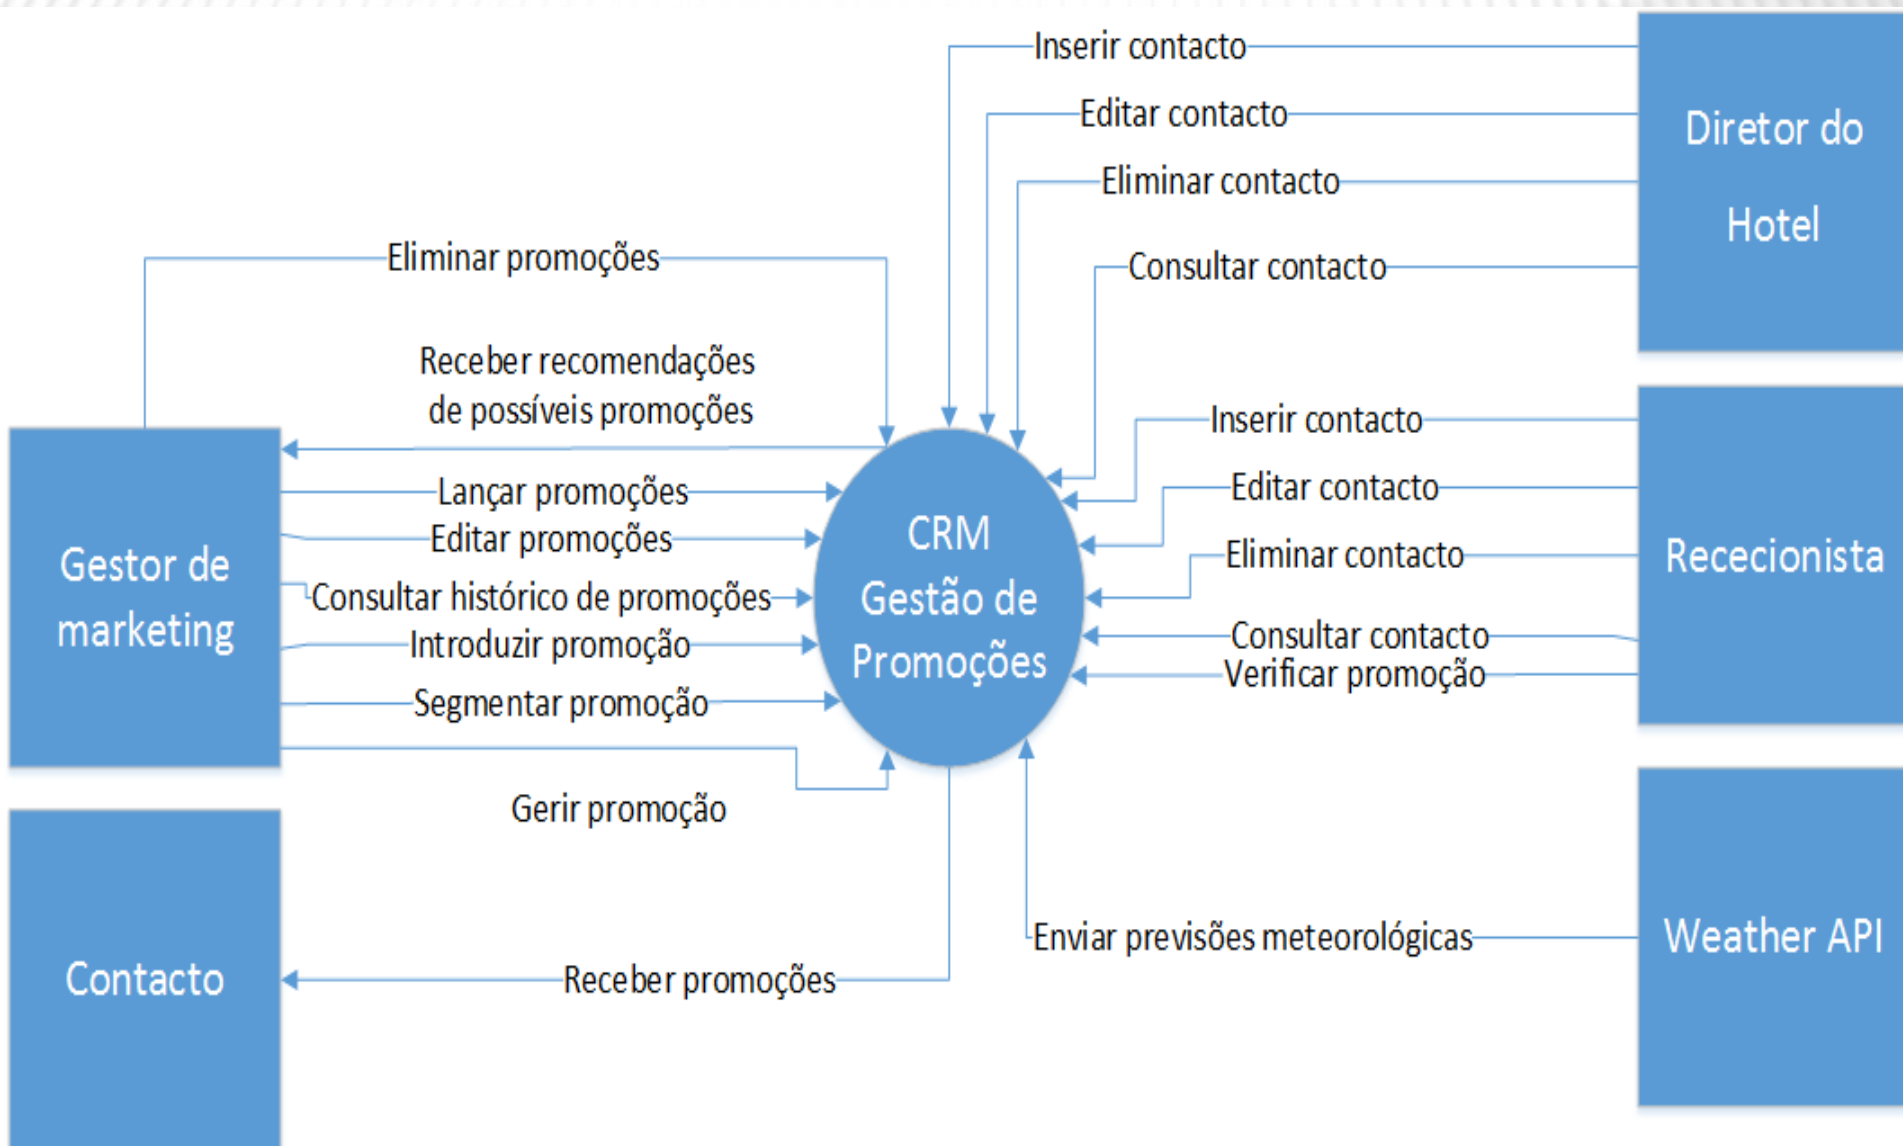 Inserir contacto
Editar contacto
Eliminar contacto
Consultar contacto
Diretor do
Hotel
Eliminar promoções
Receber recomendações
de possíveis promoções
Lançar promoções
Editar promoções
Consultar histórico de promoções
Introduzir promoção
Segmentar promoção
Gerir promoção
Gestor de
marketing
CRM
Gestão de
Promoções
Inserir contacto
Editar contacto
Eliminar contacto
Consultar contacto
Verificar promoção
Rececionista
Enviar previsões meteorológicas
Weather API
Receber promoções
Contacto